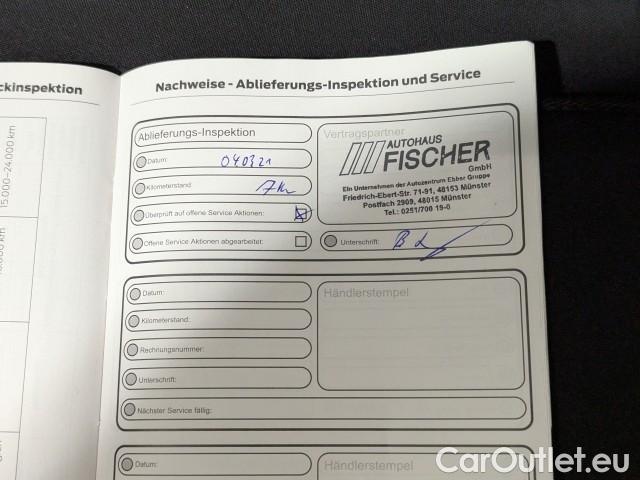 ckinspektion
15.000–24.000 km
Nachweise - Ablieferungs-Inspektion und Service
Ablieferungs-Inspektion
Datum: 040321
Kilometerstand: 7km
Überprüft auf offene Service Aktionen:
Offene Service Aktionen abgearbeitet:
Vertragspartner
AUTOHAUS
FISCHER
GmbH
Ein Unternehmen der Autozentrum Ebber Gruppe
Friedrich-Ebert-Str. 71-91, 48153 Münster
Postfach 2909, 48015 Münster
Tel.: 0251/706 19-0
Unterschrift:
Datum:
Kilometerstand:
Rechnungsnummer:
Unterschrift:
Nächster Service fällig:
Händlerstempel
Datum:
Händlerstempel
CarOutlet.eu